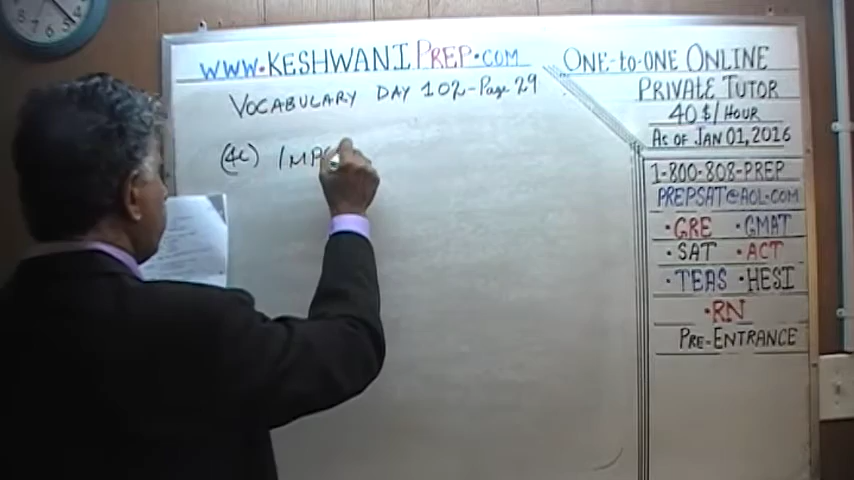 WWW.KESHWANIPREP.COM
VOCABULARY DAY 102-Page 29
(4c)
ONE-to-ONE ONLINE
PRIVATE TUTOR
40$/HOUR
AS OF JAN 01, 2016
1-800-808-PREP
PREPSAT@AOL.COM
•GRE •GMAT
•SAT •ACT
•TEAS •HESI
•RN
PRE-ENTRANCE